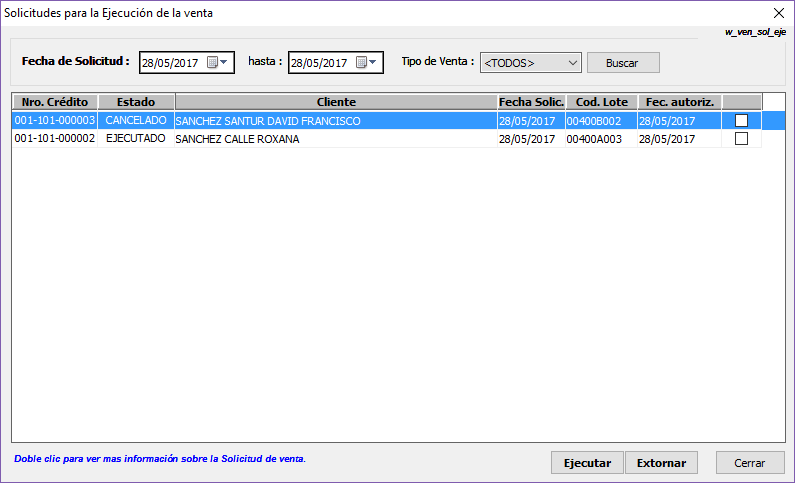 Solicitudes para la Ejecución de la venta
w_ven_sol_eje
Fecha de Solicitud : 28/05/2017 hasta : 28/05/2017 Tipo de Venta : <TODOS> Buscar
Nro. Crédito Estado Cliente Fecha Solic. Cod. Lote Fec. autoriz.
001-101-000003 CANCELADO SANCHEZ SANTUR DAVID FRANCISCO 28/05/2017 00400B002 28/05/2017
001-101-000002 EJECUTADO SANCHEZ CALLE ROXANA 28/05/2017 00400A003 28/05/2017
Doble clic para ver mas información sobre la Solicitud de venta. Ejecutar Extornar Cerrar